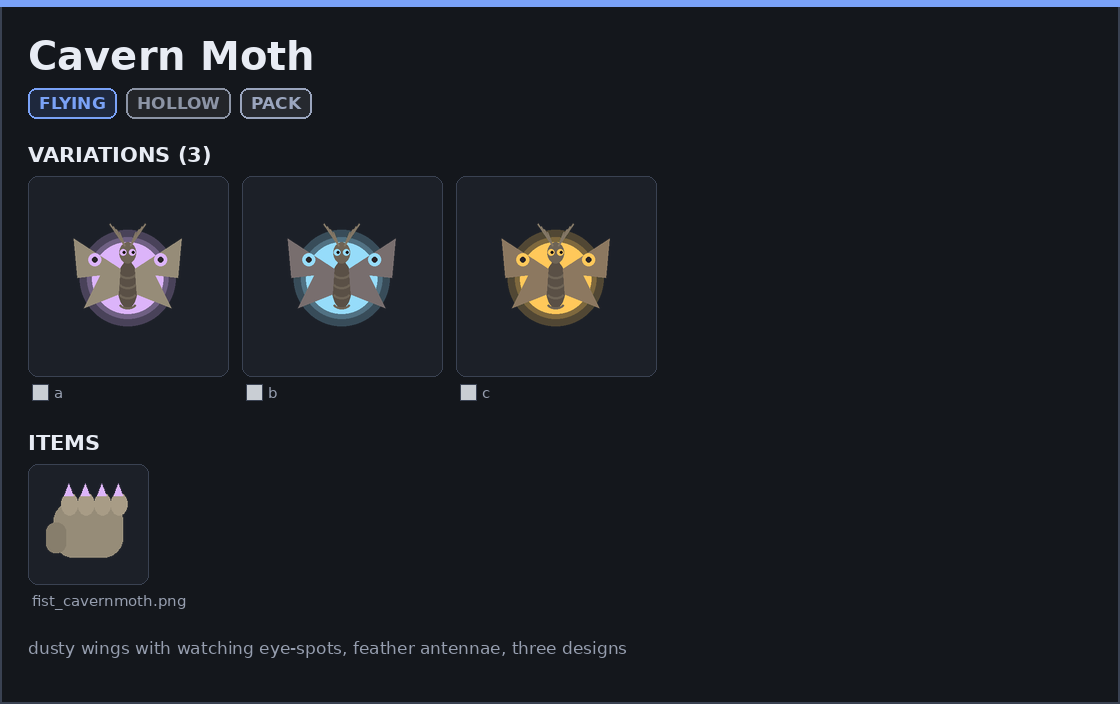 Cavern Moth
FLYING HOLLOW PACK
VARIATIONS (3)
a b c
ITEMS
fist_cavernmoth.png
dusty wings with watching eye-spots, feather antennae, three designs